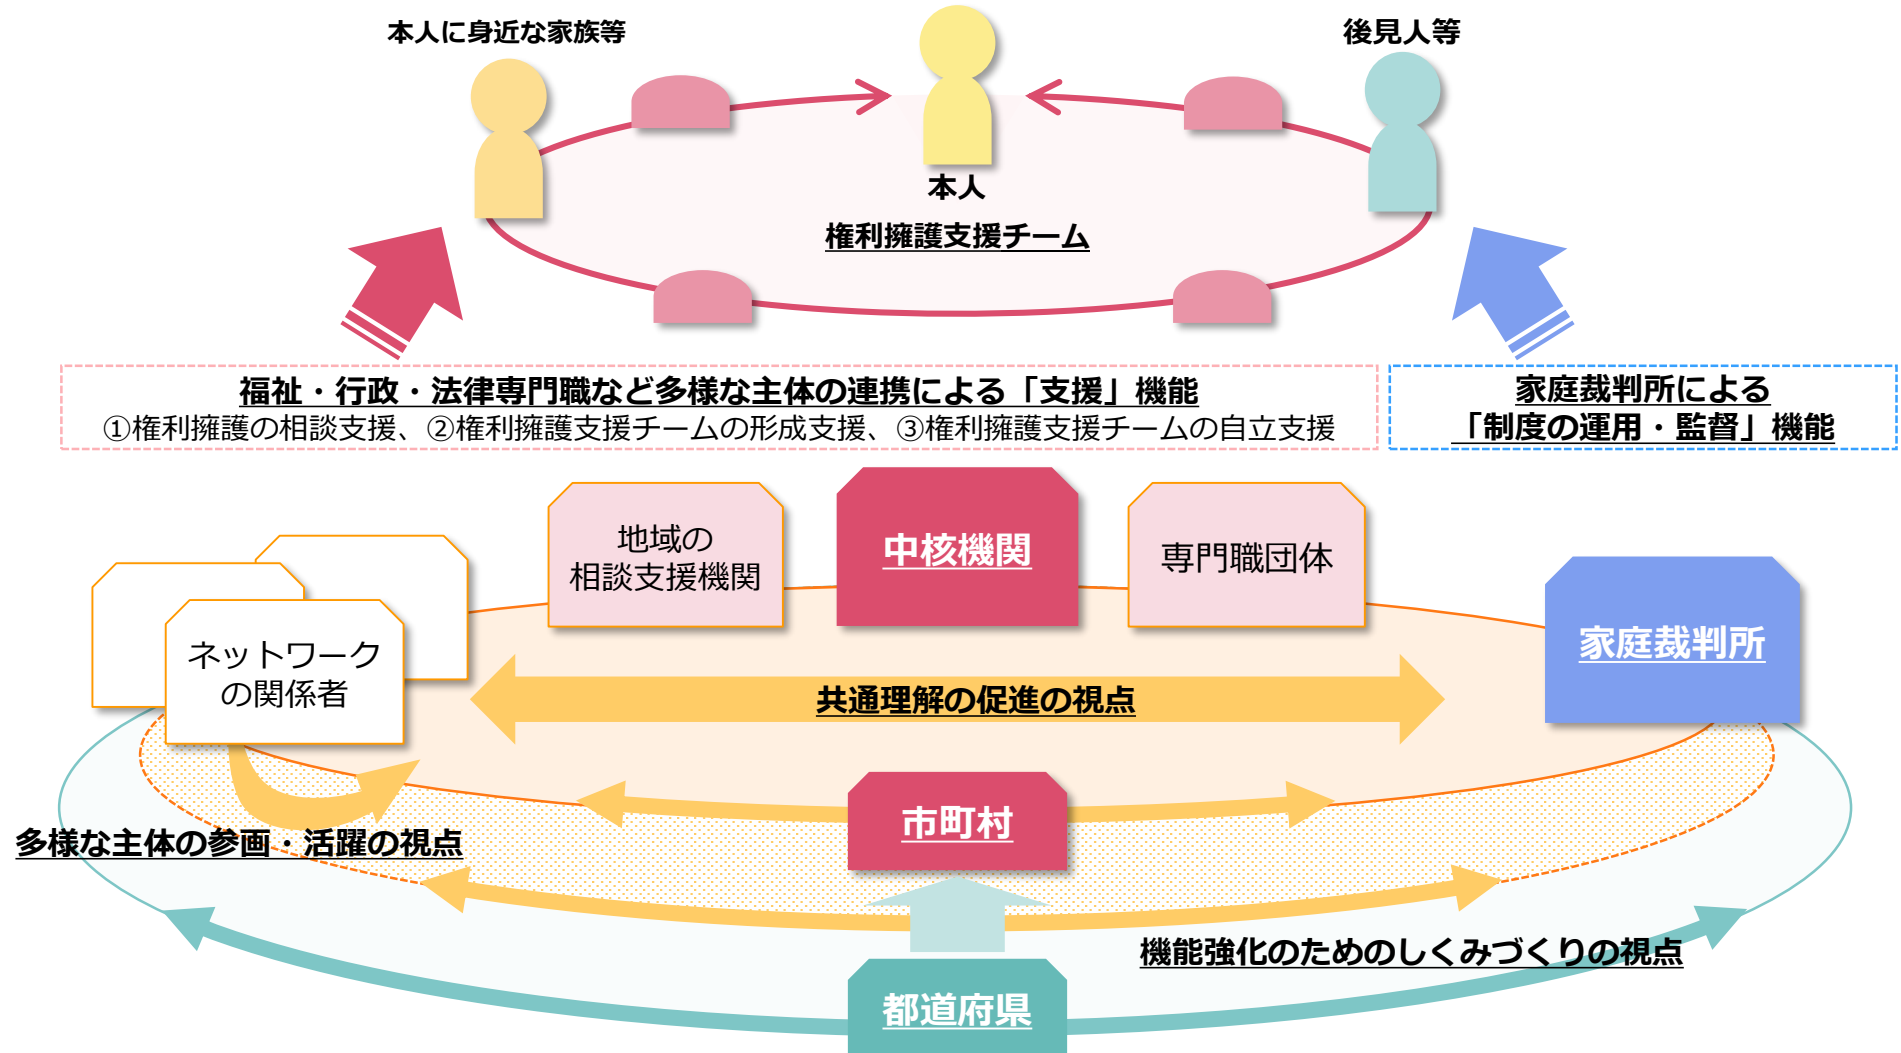 本人に身近な家族等
後見人等
本人
権利擁護支援チーム
福祉・行政・法律専門職など多様な主体の連携による「支援」機能
①権利擁護の相談支援、②権利擁護支援チームの形成支援、③権利擁護支援チームの自立支援
家庭裁判所による
「制度の運用・監督」機能
地域の
相談支援機関
中核機関
専門職団体
家庭裁判所
ネットワーク
の関係者
共通理解の促進の視点
市町村
多様な主体の参画・活躍の視点
機能強化のためのしくみづくりの視点
都道府県